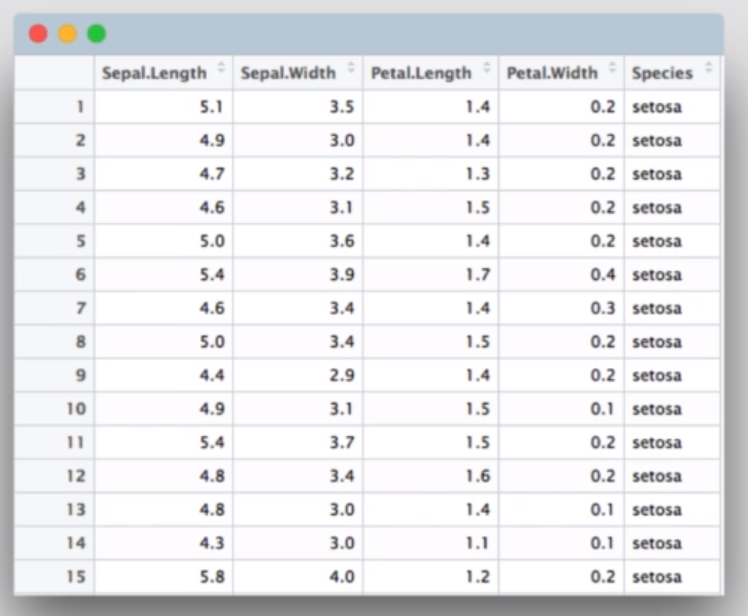 Sepal.Length Sepal.Width Petal.Length Petal.Width Species
1 5.1 3.5 1.4 0.2 setosa
2 4.9 3.0 1.4 0.2 setosa
3 4.7 3.2 1.3 0.2 setosa
4 4.6 3.1 1.5 0.2 setosa
5 5.0 3.6 1.4 0.2 setosa
6 5.4 3.9 1.7 0.4 setosa
7 4.6 3.4 1.4 0.3 setosa
8 5.0 3.4 1.5 0.2 setosa
9 4.4 2.9 1.4 0.2 setosa
10 4.9 3.1 1.5 0.1 setosa
11 5.4 3.7 1.5 0.2 setosa
12 4.8 3.4 1.6 0.2 setosa
13 4.8 3.0 1.4 0.1 setosa
14 4.3 3.0 1.1 0.1 setosa
15 5.8 4.0 1.2 0.2 setosa